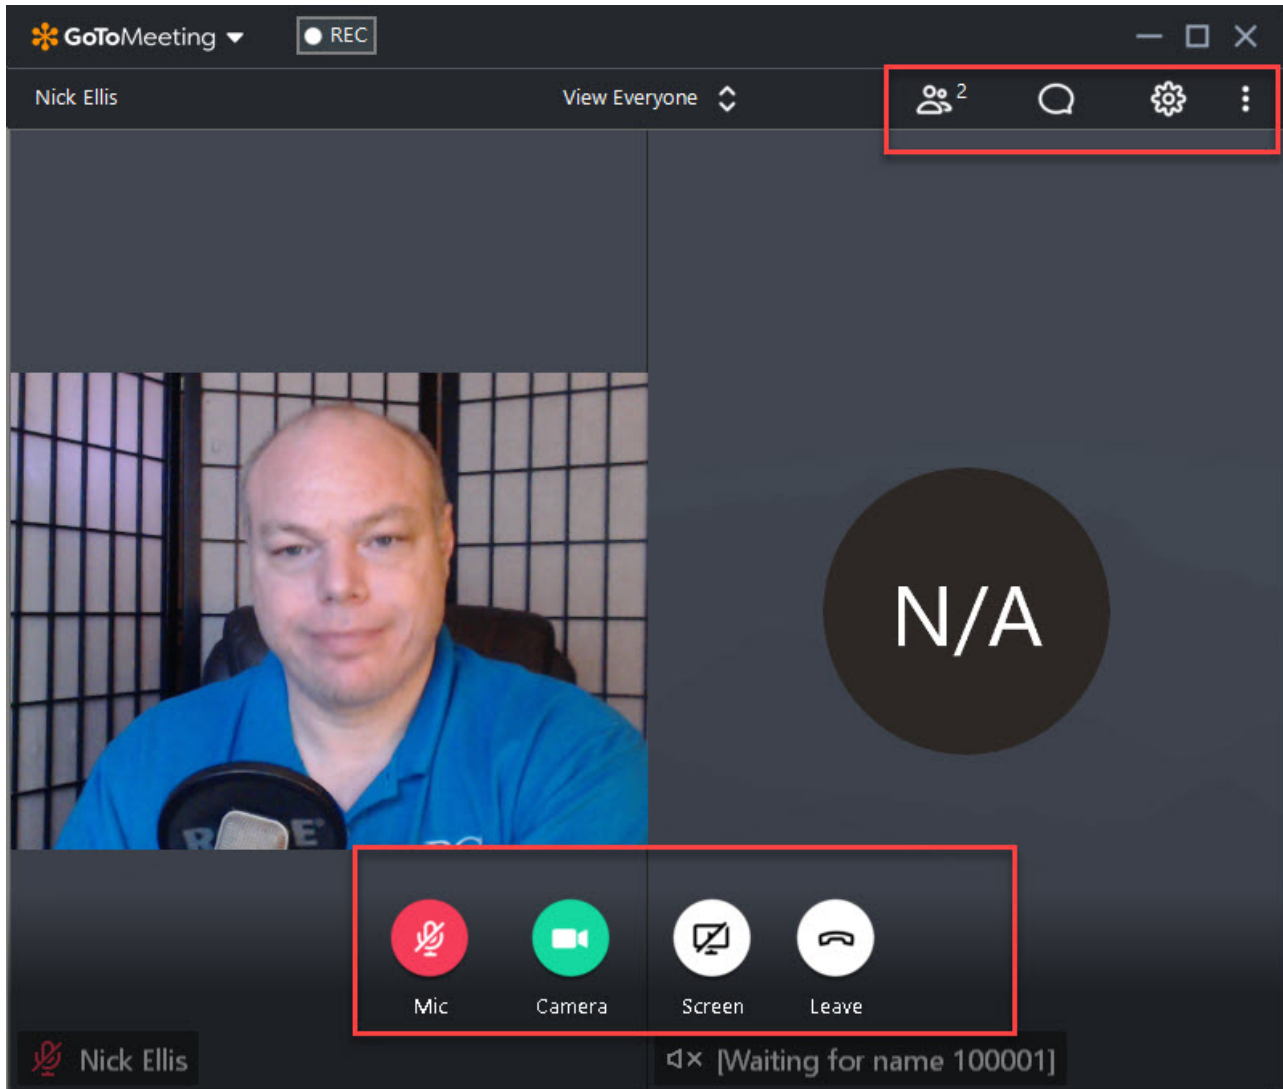 GoToMeeting
REC
Nick Ellis
View Everyone
2
N/A
Mic
Camera
Screen
Leave
Nick Ellis
[Waiting for name 100001]